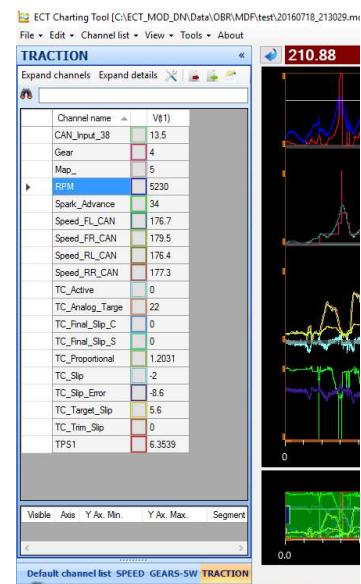 ECT Charting Tool [C:\ECT_MOD_DN\Data\OBR\MDF\test\20160718_213029.md
File Edit Channel list View Tools About
TRACTION «
210.88
Expand channels Expand details
Channel name V(t1)
CAN_Input_38 13.5
Gear 4
Map_ 5
RPM 5230
Spark_Advance 34
Speed_FL_CAN 176.7
Speed_FR_CAN 179.5
Speed_RL_CAN 176.4
Speed_RR_CAN 177.3
TC_Active 0
TC_Analog_Targe 22
TC_Final_Slip_C 0
TC_Final_Slip_S 0
TC_Proportional 1.2031
TC_Slip -2
TC_Slip_Error -8.6
TC_Target_Slip 5.6
TC_Trim_Slip 0
TPS1 6.3539
0
Visible Axis Y Ax. Min. Y Ax. Max. Segment
0.0
Default channel list SPEED GEARS-SW TRACTION